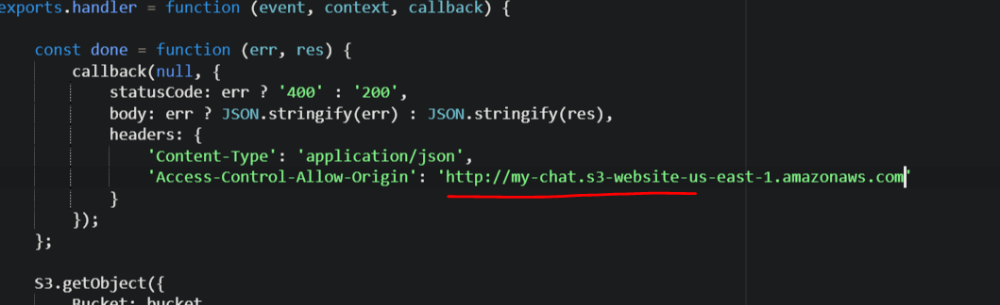 exports.handler = function (event, context, callback) {
const done = function (err, res) {
callback(null, {
statusCode: err ? '400' : '200',
body: err ? JSON.stringify(err) : JSON.stringify(res),
headers: {
'Content-Type': 'application/json',
'Access-Control-Allow-Origin': 'http://my-chat.s3-website-us-east-1.amazonaws.com'
}
});
};
S3.getObject({
Bucket: bucket